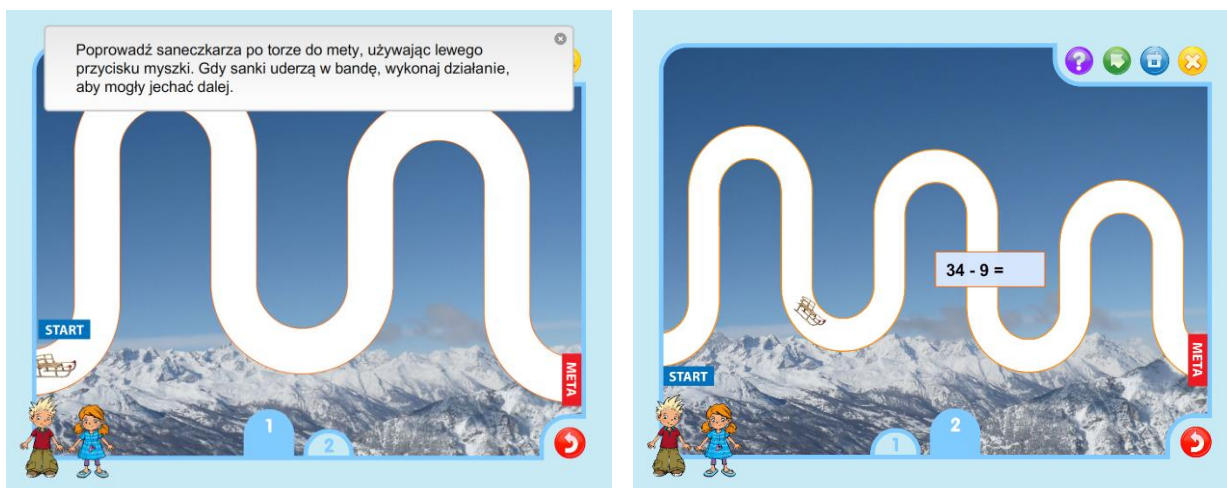 Poprowadź saneczkarza po torze do mety, używając lewego
przycisku myszki. Gdy sanki uderzą w bandę, wykonaj działanie,
aby mogły jechać dalej.
START
META
1
2
?
34 - 9 =
START
META
1
2